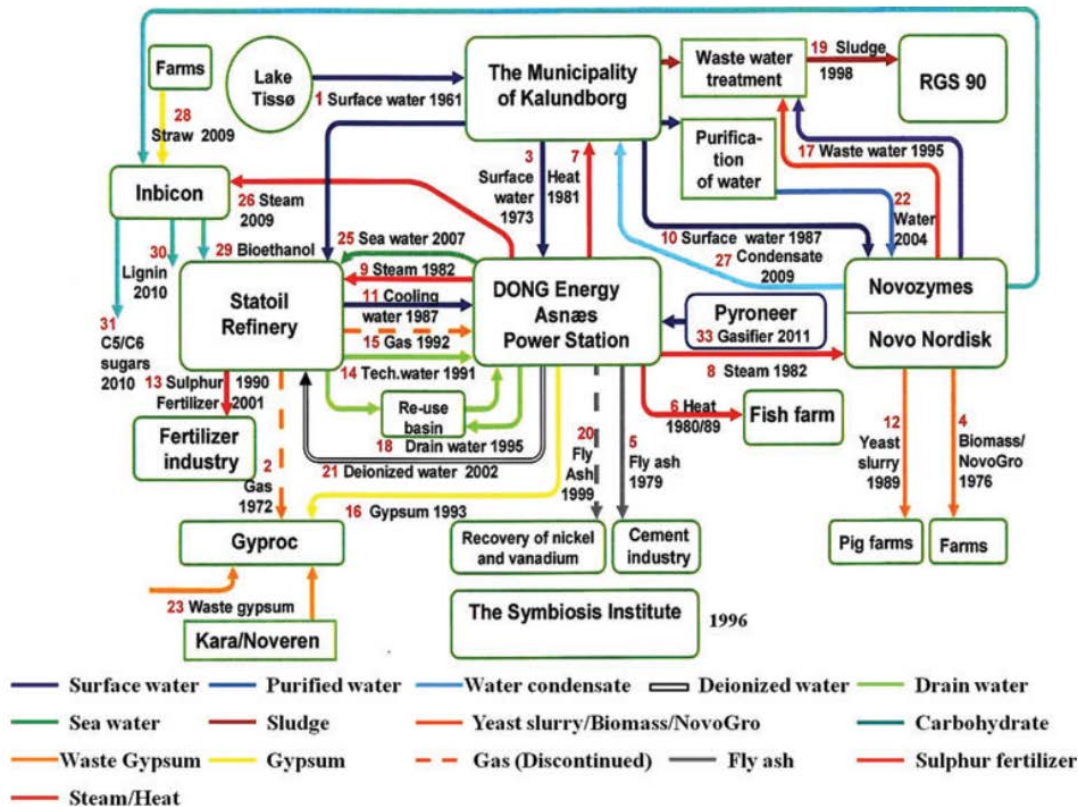 Farms
Lake
Tissø
The Municipality
of Kalundborg
Waste water
treatment
19 Sludge
1998
RGS 90
1 Surface water 1961
28
Straw 2009
Purifica-
tion
of water
17 Waste water 1995
3
Surface
water
1973
7
Heat
1981
Inbicon
26 Steam
2009
22
Water
2004
10 Surface water 1987
27 Condensate
2009
30
Lignin
2010
29 Bioethanol
25 Sea water 2007
9 Steam 1982
11 Cooling
water 1987
15 Gas 1992
14 Tech.water 1991
Statoil
Refinery
DONG Energy
Asnæs
Power Station
Pyroneer
33 Gasifier 2011
Novozymes
Novo Nordisk
31
C5/C6
sugars
2010
8 Steam 1982
13 Sulphur 1990
Fertilizer 2001
Re-use
basin
6 Heat
1980/89
Fish farm
Fertilizer
industry
18 Drain water 1995
21 Deionized water 2002
2
Gas
1972
20
Fly
Ash
1999
5
Fly ash
1979
12
Yeast
slurry
1989
4
Biomass/
NovoGro
1976
16 Gypsum 1993
Gyproc
Recovery of nickel
and vanadium
Cement
industry
Pig farms
Farms
23 Waste gypsum
Kara/Noveren
The Symbiosis Institute
1996
Surface water
Purified water
Water condensate
Deionized water
Drain water
Sea water
Sludge
Yeast slurry/Biomass/NovoGro
Carbohydrate
Waste Gypsum
Gypsum
Gas (Discontinued)
Fly ash
Sulphur fertilizer
Steam/Heat